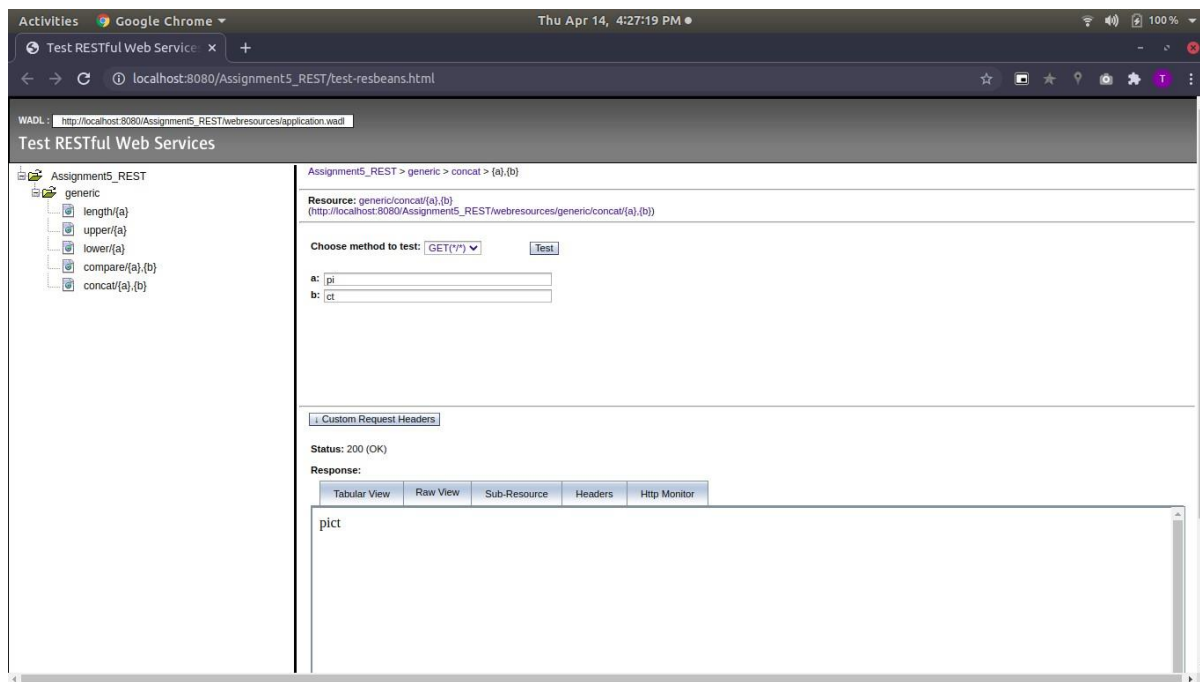 Activities Google Chrome Thu Apr 14, 4:27:19 PM 100 %
Test RESTful Web Service
localhost:8080/Assignment5_REST/test-resbeans.html T
WADL : http://localhost:8080/Assignment5_REST/webresources/application.wadl
Test RESTful Web Services
Assignment5_REST
generic
length/{a}
upper/{a}
lower/{a}
compare/{a},{b}
concat/{a},{b}
Assignment5_REST > generic > concat > {a},{b}
Resource: generic/concat/{a},{b}
(http://localhost:8080/Assignment5_REST/webresources/generic/concat/{a},{b})
Choose method to test: GET(*/*) Test
a: pi
b: ct
↓ Custom Request Headers
Status: 200 (OK)
Response:
Tabular View Raw View Sub-Resource Headers Http Monitor
pict